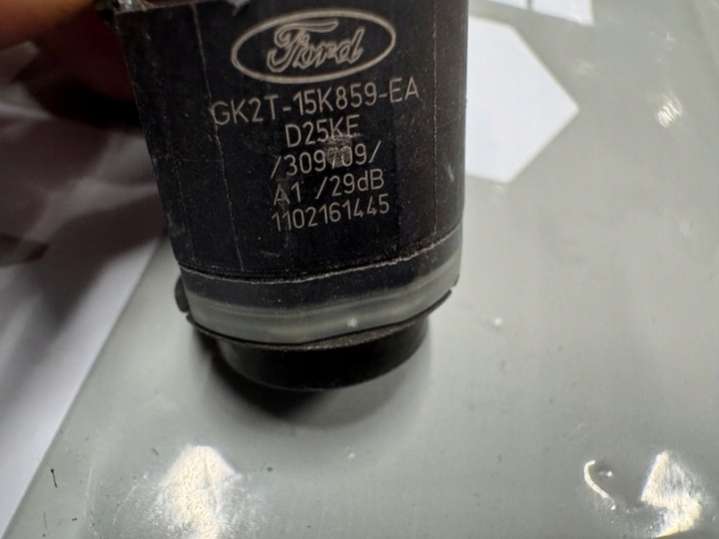 Ford
GK2T-15K859-EA
D25KE
/309709/
A1 /29dB
1102161445